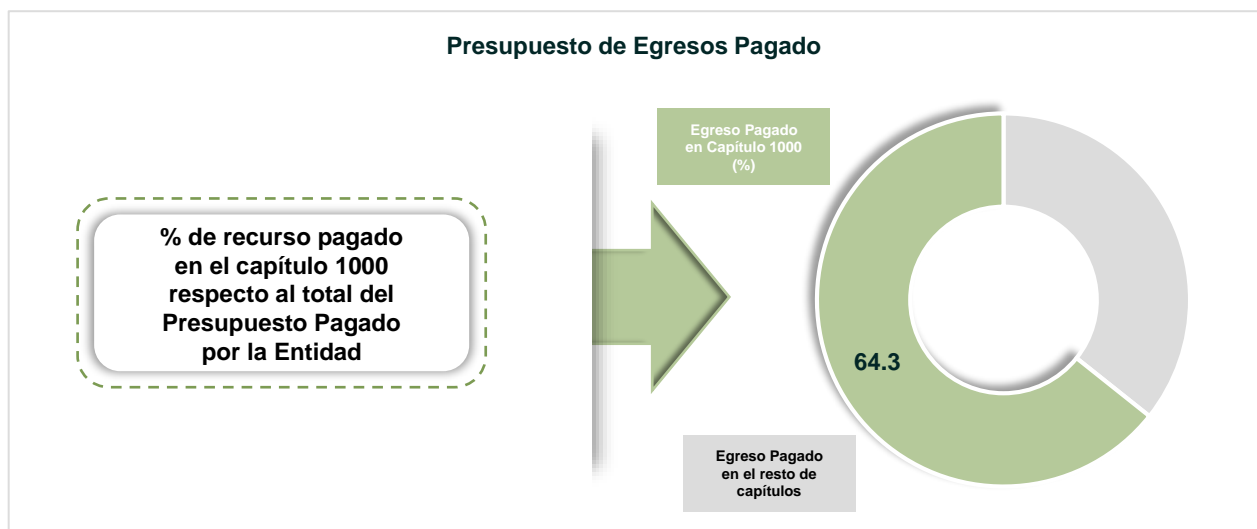 Presupuesto de Egresos Pagado
Egreso Pagado
en Capítulo 1000
(%)
% de recurso pagado
en el capítulo 1000
respecto al total del
Presupuesto Pagado
por la Entidad
64.3
Egreso Pagado
en el resto de
capítulos